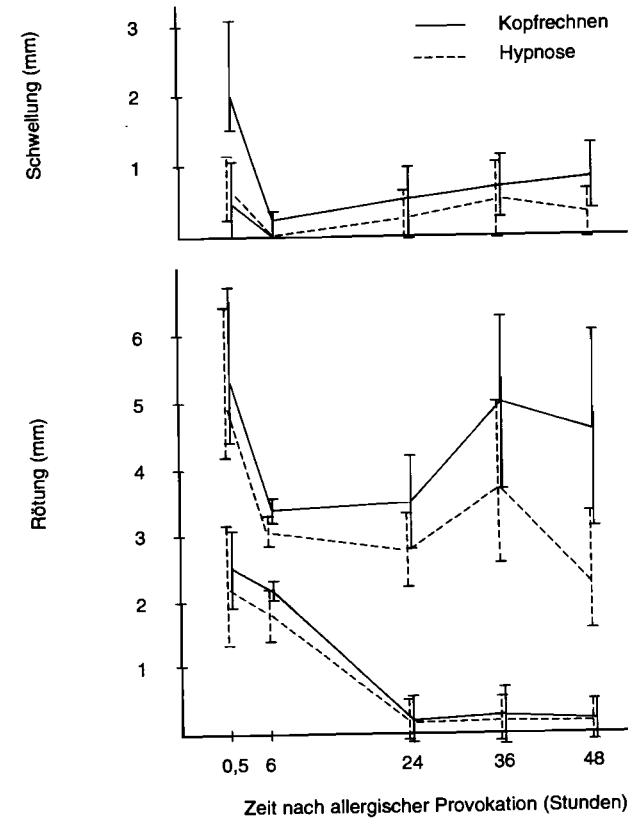 Kopfrechnen
Hypnose
Schwellung (mm)
3
2
1
Rötung (mm)
6
5
4
3
2
1
0,5 6 24 36 48
Zeit nach allergischer Provokation (Stunden)